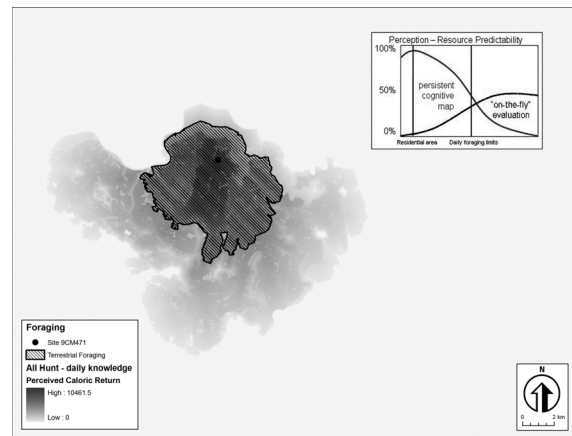 Perception – Resource Predictability
100%
50%
0%
persistent
cognitive
map
"on-the-fly"
evaluation
Residential area
Daily foraging limits
Foraging
Site 9CM471
Terrestrial Foraging
All Hunt - daily knowledge
Perceived Caloric Return
High : 10461.5
Low : 0
N
0 2 km